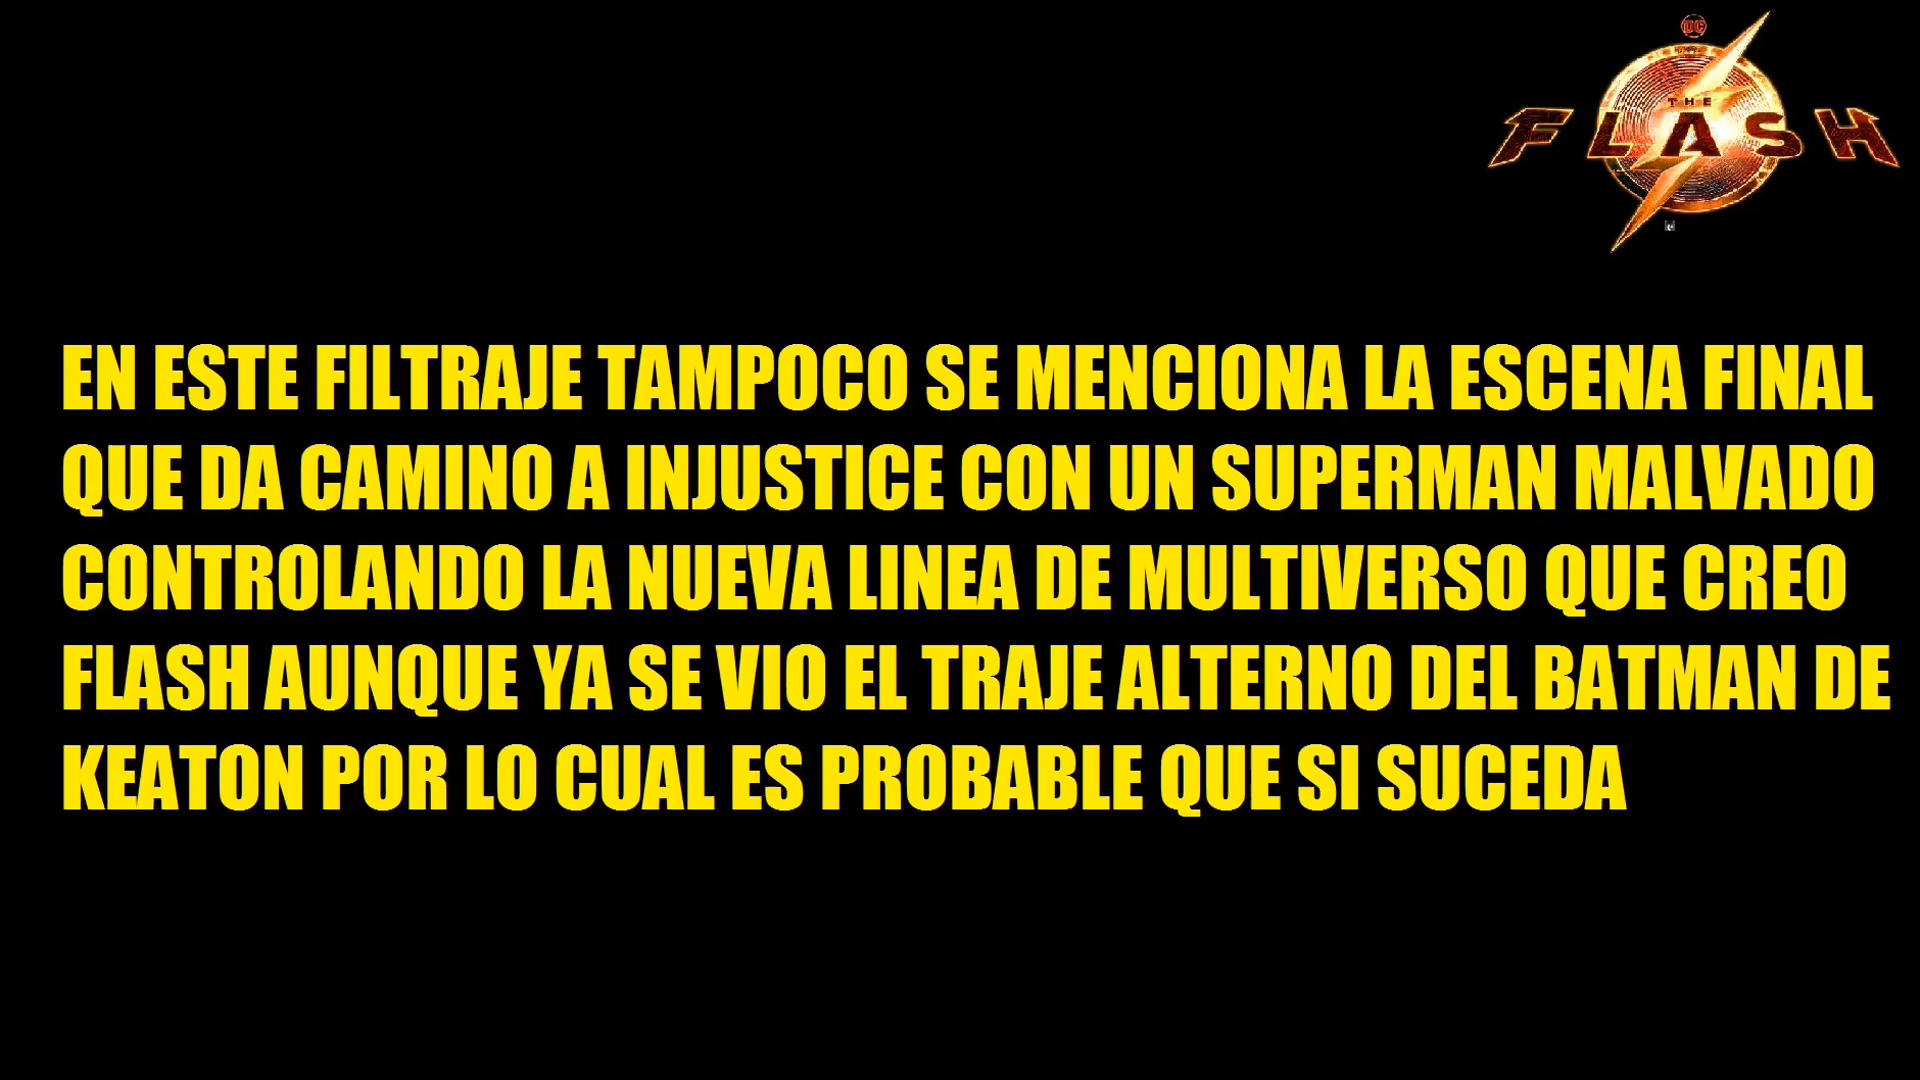 DC
THE
FLASH
EN ESTE FILTRAJE TAMPOCO SE MENCIONA LA ESCENA FINAL
QUE DA CAMINO A INJUSTICE CON UN SUPERMAN MALVADO
CONTROLANDO LA NUEVA LINEA DE MULTIVERSO QUE CREO
FLASH AUNQUE YA SE VIO EL TRAJE ALTERNO DEL BATMAN DE
KEATON POR LO CUAL ES PROBABLE QUE SI SUCEDA